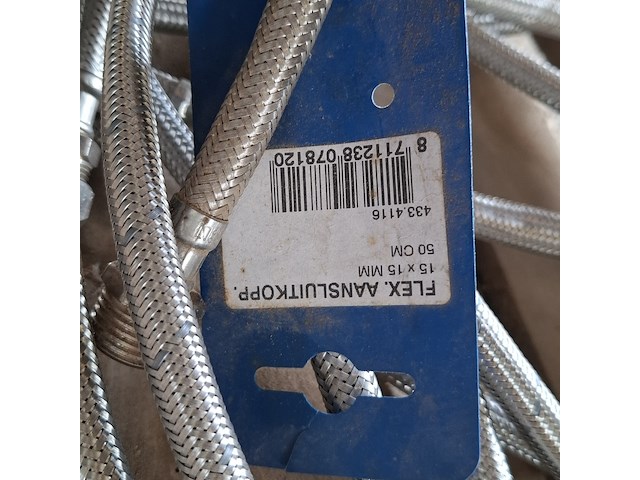 FLEX. AANSLUITKOPP.
15 x 15 MM
50 CM
433.4116
8 711238 078120